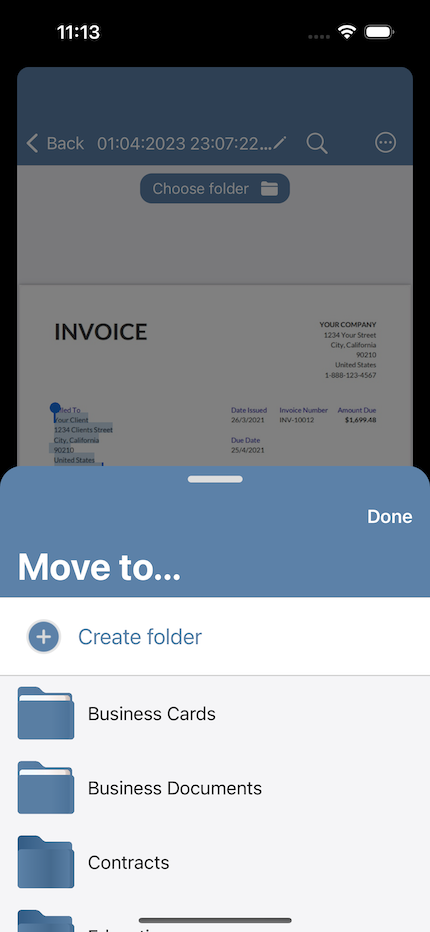 11:13
Back 01:04:2023 23:07:22...
Choose folder
INVOICE
YOUR COMPANY
1234 Your Street
City, California
90210
United States
1-888-123-4567
Billed To
Your Client
1234 Clients Street
City, California
90210
United States
Date Issued Invoice Number Amount Due
26/3/2021 INV-10012 $1,699.48
Due Date
25/4/2021
Done
Move to...
Create folder
Business Cards
Business Documents
Contracts